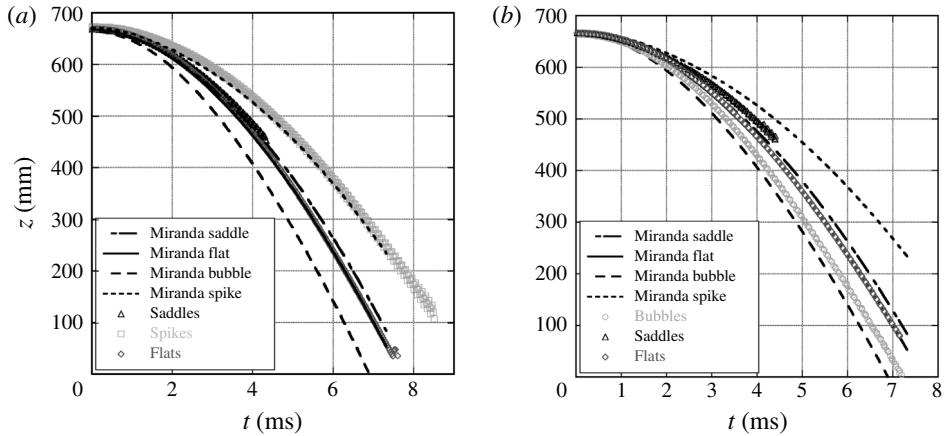 (a)
700
600
500
400
300
200
100
z (mm)
Miranda saddle
Miranda flat
Miranda bubble
Miranda spike
Saddles
Spikes
Flats
0
2
4
6
8
t (ms)
(b)
700
600
500
400
300
200
100
Miranda saddle
Miranda flat
Miranda bubble
Miranda spike
Bubbles
Saddles
Flats
0
1
2
3
4
5
6
7
8
t (ms)